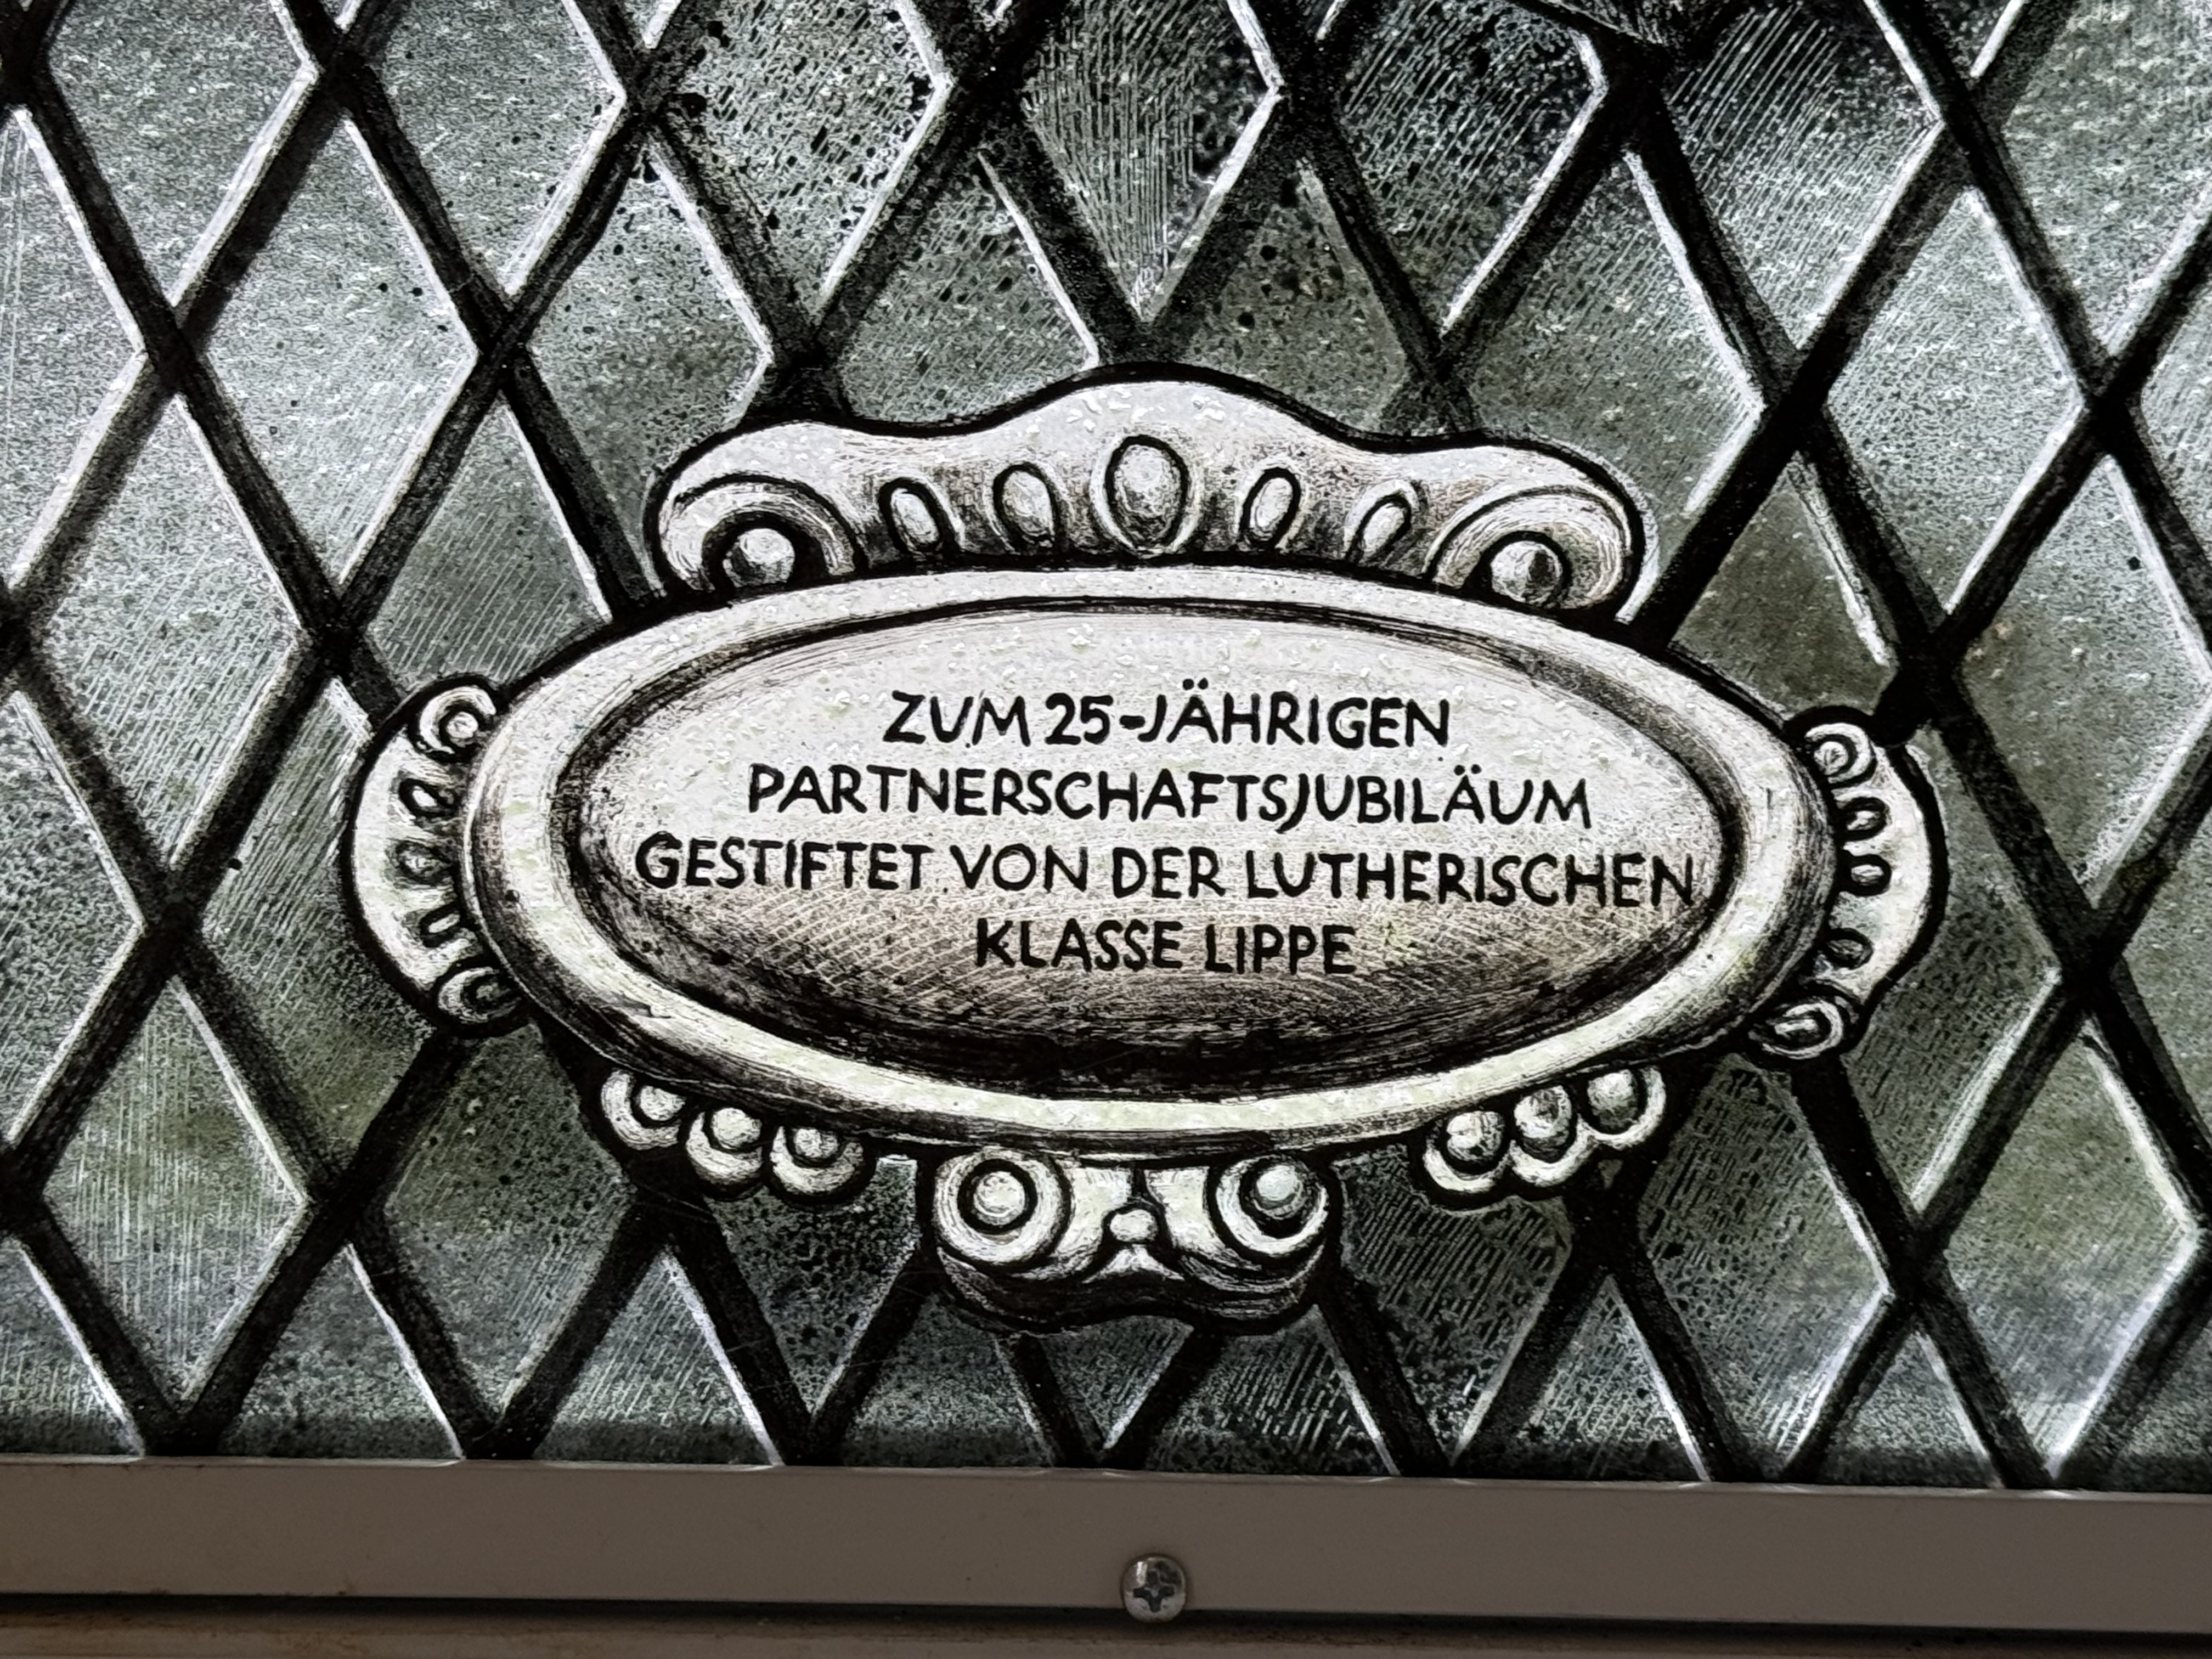 ZUM 25-JÄHRIGEN
PARTNERSCHAFTSJUBILÄUM
GESTIFTET VON DER LUTHERISCHEN
KLASSE LIPPE